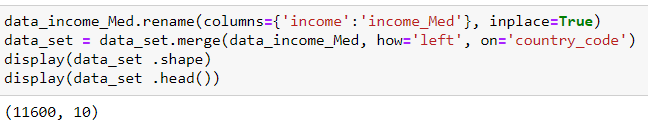 data_income_Med.rename(columns={'income':'income_Med'}, inplace=True)
data_set = data_set.merge(data_income_Med, how='left', on='country_code')
display(data_set .shape)
display(data_set .head())
(11600, 10)